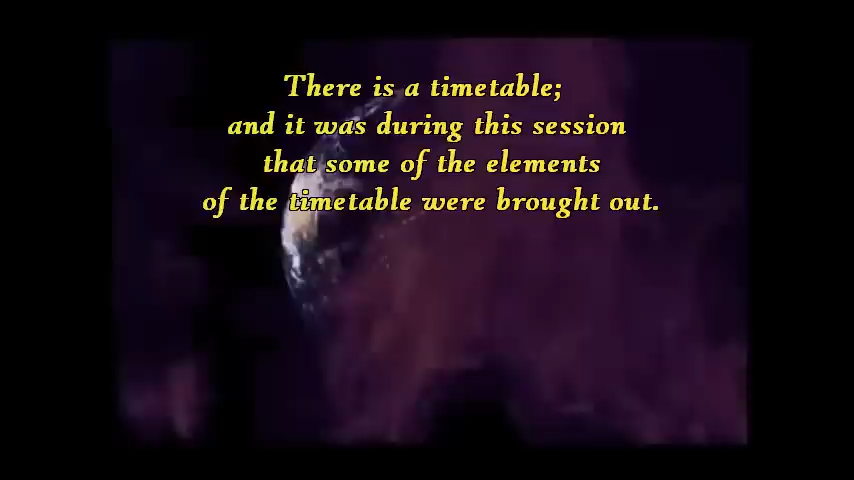 There is a timetable;
and it was during this session
that some of the elements
of the timetable were brought out.